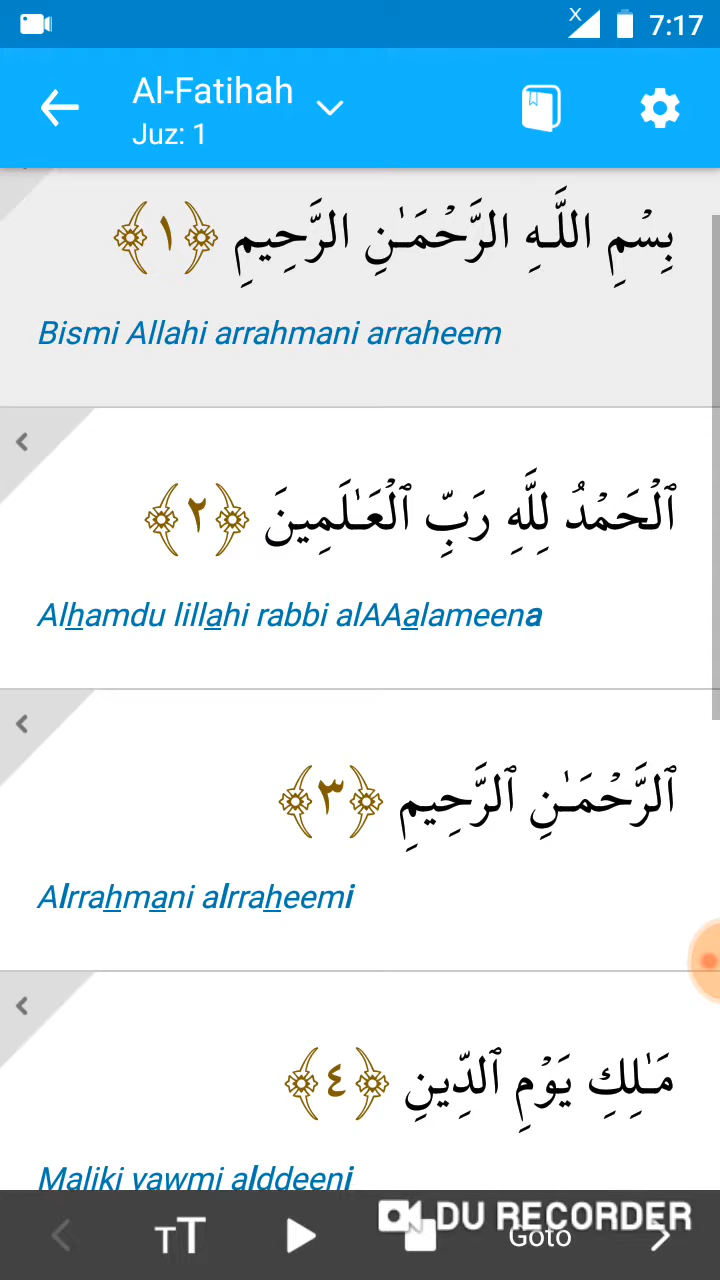 7:17
Al-Fatihah
Juz: 1
بِسْمِ اللَّـهِ الرَّحْمَـٰنِ الرَّحِيمِ ﴿١﴾
Bismi Allahi arrahmani arraheem
ٱلْحَمْدُ لِلَّهِ رَبِّ ٱلْعَـٰلَمِينَ ﴿٢﴾
Alhamdu lillahi rabbi alAAalameena
ٱلرَّحْمَـٰنِ ٱلرَّحِيمِ ﴿٣﴾
Alrrahmani alrraheemi
مَـٰلِكِ يَوْمِ ٱلدِّينِ ﴿٤﴾
Maliki yawmi alddeeni
TT
DU RECORDER
Goto